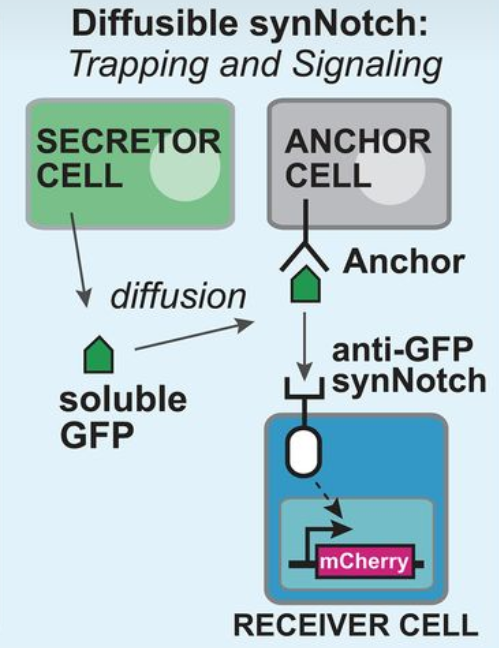 Diffusible synNotch:
Trapping and Signaling
SECRETOR
CELL
ANCHOR
CELL
Anchor
diffusion
soluble
GFP
anti-GFP
synNotch
mCherry
RECEIVER CELL